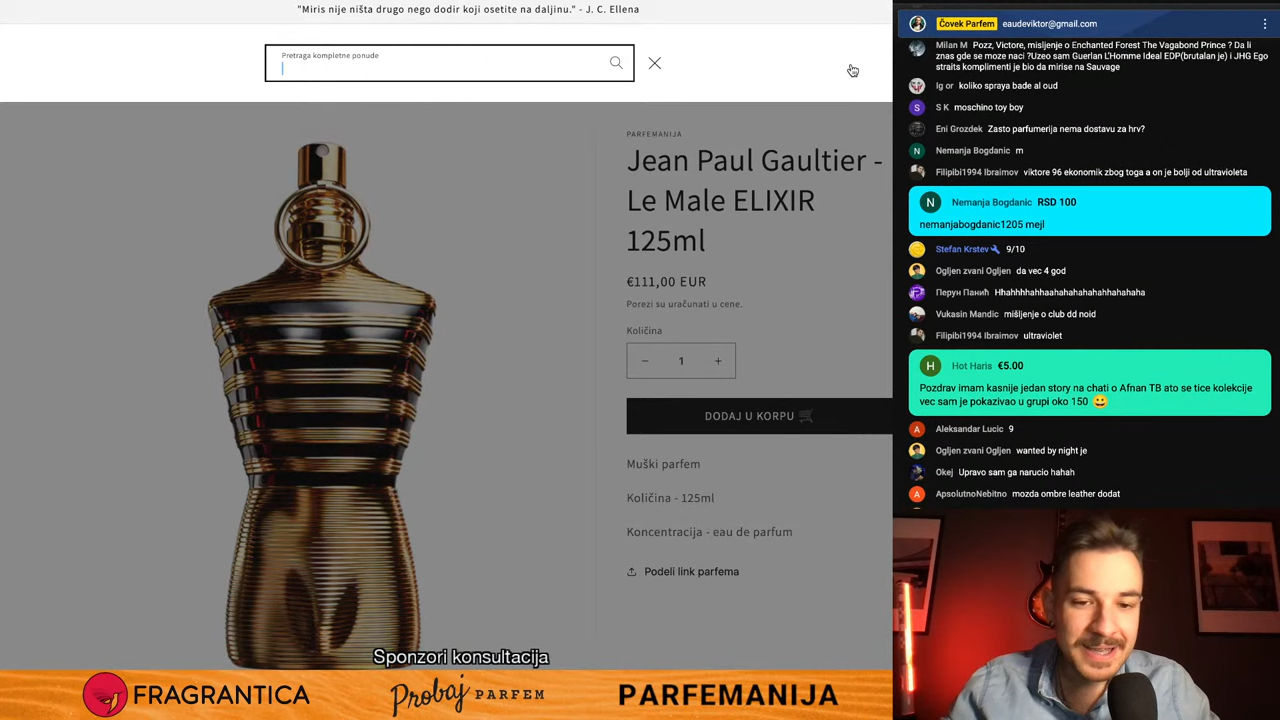 "Miris nije ništa drugo nego dodir koji osetite na daljinu." - J. C. Ellena
Pretraga kompletne ponude
PARFEMANIJA
Jean Paul Gaultier -
Le Male ELIXIR
125ml
€111,00 EUR
Porezi su uračunati u cene.
Količina
− 1 +
DODAJ U KORPU 🛒
Muški parfem
Količina - 125ml
Koncentracija - eau de parfum
Podeli link parfema
Sponzori konsultacija
FRAGRANTICA
Probaj PARFEM
PARFEMANIJA
Čovek Parfem eaudeviktor@gmail.com
Milan M Pozz, Victore, misljenje o Enchanted Forest The Vagabond Prince ? Da li
znas gde se moze naci ?Uzeo sam Guerlan L'Homme Ideal EDP(brutalan je) i JHG Ego
straits komplimenti je bio da mirise na Sauvage
Ig or koliko spraya bade al oud
S K moschino toy boy
Eni Grozdek Zasto parfumerija nema dostavu za hrv?
Nemanja Bogdanic m
Filipibi1994 Ibraimov viktore 96 ekonomik zbog toga a on je bolji od ultravioleta
N Nemanja Bogdanic RSD 100
nemanjabogdanic1205 mejl
Stefan Krstev 9/10
Ogljen zvani Ogljen da vec 4 god
Перун Панић Hhahhhhahhaahahahahahahhahahaha
Vukasin Mandic mišljenje o club dd noid
Filipibi1994 Ibraimov ultraviolet
H Hot Haris €5.00
Pozdrav imam kasnije jedan story na chati o Afnan TB ato se tice kolekcije
vec sam je pokazivao u grupi oko 150 😀
A Aleksandar Lucic 9
Ogljen zvani Ogljen wanted by night je
Okej Upravo sam ga narucio hahah
A ApsolutnoNebitno mozda ombre leather dodat